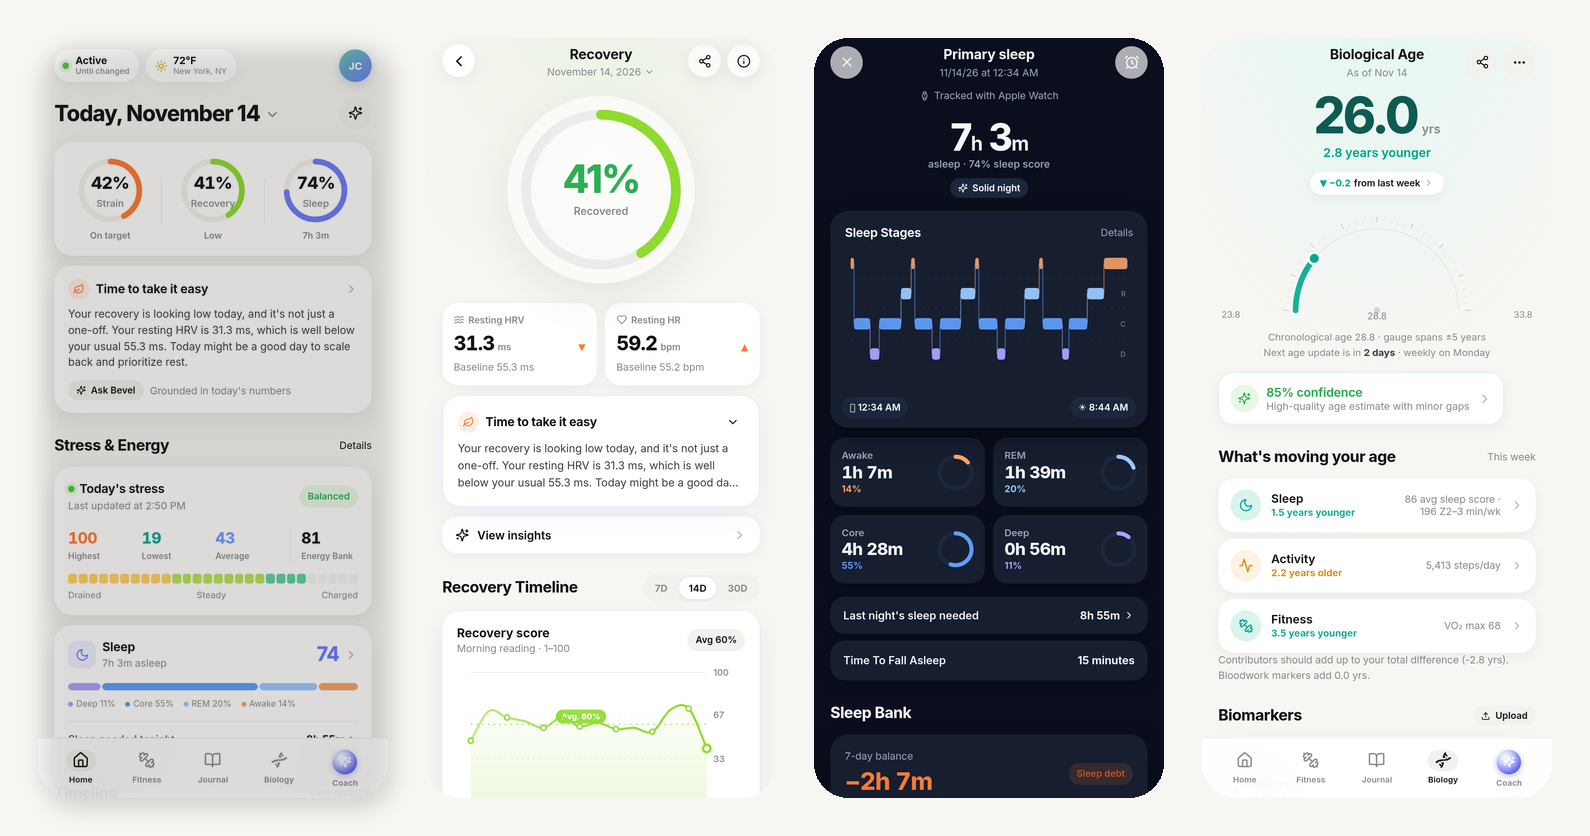 Active
Until changed
72°F
New York, NY
JC
Today, November 14
42%
Strain
On target
41%
Recovery
Low
74%
Sleep
7h 3m
Time to take it easy
Your recovery is looking low today, and it's not just a
one-off. Your resting HRV is 31.3 ms, which is well below
your usual 55.3 ms. Today might be a good day to scale
back and prioritize rest.
Ask Bevel
Grounded in today's numbers
Stress & Energy
Details
Today's stress
Last updated at 2:50 PM
Balanced
100
Highest
19
Lowest
43
Average
81
Energy Bank
Drained
Steady
Charged
Sleep
7h 3m asleep
74
Deep 11%
Core 55%
REM 20%
Awake 14%
Home
Fitness
Journal
Biology
Coach
Timeline
Recovery
November 14, 2026
41%
Recovered
Resting HRV
31.3 ms
Baseline 55.3 ms
Resting HR
59.2 bpm
Baseline 55.2 bpm
Time to take it easy
Your recovery is looking low today, and it's not just a
one-off. Your resting HRV is 31.3 ms, which is well
below your usual 55.3 ms. Today might be a good da...
View insights
Recovery Timeline
7D
14D
30D
Recovery score
Morning reading · 1–100
Avg 60%
100
67
33
Avg. 60%
Primary sleep
11/14/26 at 12:34 AM
Tracked with Apple Watch
7h 3m
asleep · 74% sleep score
Solid night
Sleep Stages
Details
R
C
D
12:34 AM
8:44 AM
Awake
1h 7m
14%
REM
1h 39m
20%
Core
4h 28m
55%
Deep
0h 56m
11%
Last night's sleep needed
8h 55m
Time To Fall Asleep
15 minutes
Sleep Bank
7-day balance
−2h 7m
Sleep debt
Biological Age
As of Nov 14
26.0 yrs
2.8 years younger
▼ −0.2 from last week
23.8
28.8
33.8
Chronological age 28.8 · gauge spans ±5 years
Next age update is in 2 days · weekly on Monday
85% confidence
High-quality age estimate with minor gaps
What's moving your age
This week
Sleep
1.5 years younger
86 avg sleep score ·
196 Z2–3 min/wk
Activity
2.2 years older
5,413 steps/day
Fitness
3.5 years younger
VO₂ max 68
Contributors should add up to your total difference (-2.8 yrs).
Bloodwork markers add 0.0 yrs.
Biomarkers
Upload
Home
Fitness
Journal
Biology
Coach